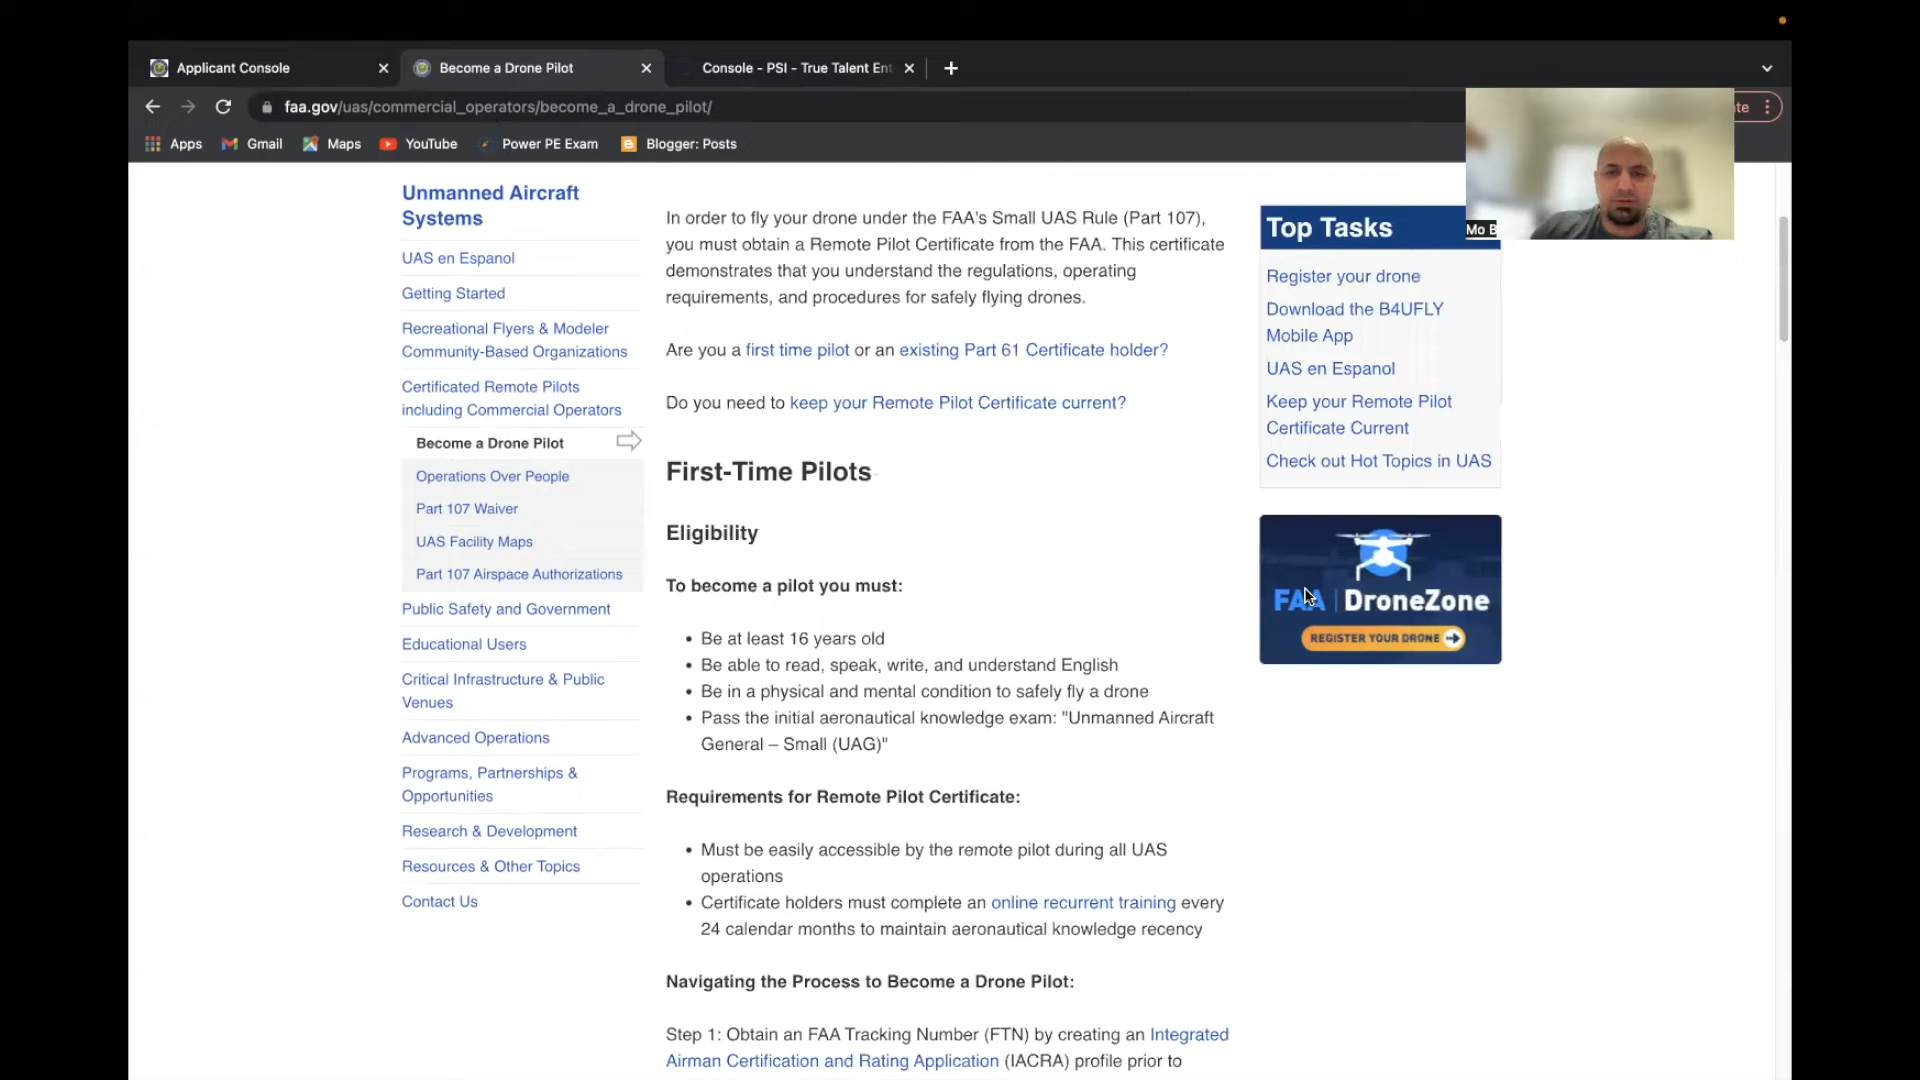 Applicant Console
Become a Drone Pilot
Console - PSI - True Talent Ent
faa.gov/uas/commercial_operators/become_a_drone_pilot/
te
Apps
Gmail
Maps
YouTube
Power PE Exam
Blogger: Posts
Mo B
Unmanned Aircraft
Systems
UAS en Espanol
Getting Started
Recreational Flyers & Modeler
Community-Based Organizations
Certificated Remote Pilots
including Commercial Operators
Become a Drone Pilot
Operations Over People
Part 107 Waiver
UAS Facility Maps
Part 107 Airspace Authorizations
Public Safety and Government
Educational Users
Critical Infrastructure & Public
Venues
Advanced Operations
Programs, Partnerships &
Opportunities
Research & Development
Resources & Other Topics
Contact Us
In order to fly your drone under the FAA's Small UAS Rule (Part 107),
you must obtain a Remote Pilot Certificate from the FAA. This certificate
demonstrates that you understand the regulations, operating
requirements, and procedures for safely flying drones.
Are you a first time pilot or an existing Part 61 Certificate holder?
Do you need to keep your Remote Pilot Certificate current?
First-Time Pilots
Eligibility
To become a pilot you must:
• Be at least 16 years old
• Be able to read, speak, write, and understand English
• Be in a physical and mental condition to safely fly a drone
• Pass the initial aeronautical knowledge exam: "Unmanned Aircraft
General – Small (UAG)"
Requirements for Remote Pilot Certificate:
• Must be easily accessible by the remote pilot during all UAS
operations
• Certificate holders must complete an online recurrent training every
24 calendar months to maintain aeronautical knowledge recency
Navigating the Process to Become a Drone Pilot:
Step 1: Obtain an FAA Tracking Number (FTN) by creating an Integrated
Airman Certification and Rating Application (IACRA) profile prior to
Top Tasks
Register your drone
Download the B4UFLY
Mobile App
UAS en Espanol
Keep your Remote Pilot
Certificate Current
Check out Hot Topics in UAS
FAA | DroneZone
REGISTER YOUR DRONE